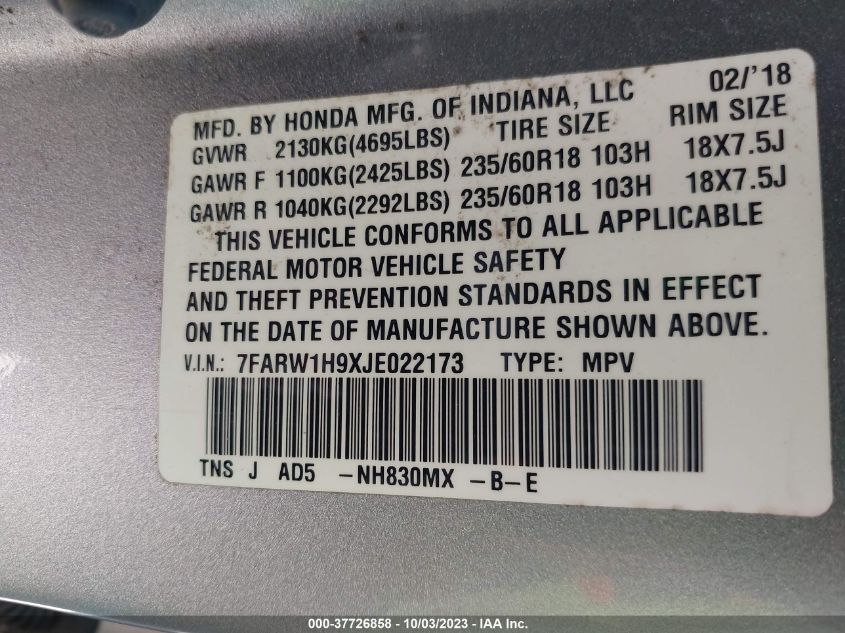 MFD. BY HONDA MFG. OF INDIANA, LLC 02/'18
GVWR 2130KG(4695LBS) TIRE SIZE RIM SIZE
GAWR F 1100KG(2425LBS) 235/60R18 103H 18X7.5J
GAWR R 1040KG(2292LBS) 235/60R18 103H 18X7.5J
THIS VEHICLE CONFORMS TO ALL APPLICABLE
FEDERAL MOTOR VEHICLE SAFETY
AND THEFT PREVENTION STANDARDS IN EFFECT
ON THE DATE OF MANUFACTURE SHOWN ABOVE.
V.I.N.: 7FARW1H9XJE022173 TYPE: MPV
TNS J AD5 -NH830MX -B-E
000-37726858 - 10/03/2023 - IAA Inc.